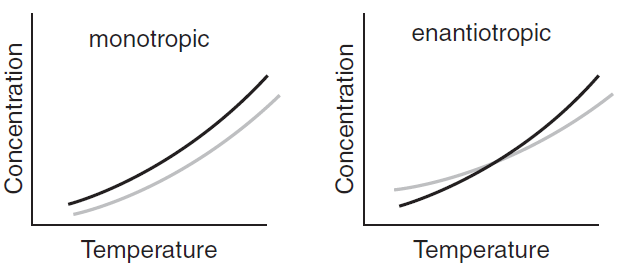 monotropic
Concentration
Temperature
enantiotropic
Concentration
Temperature